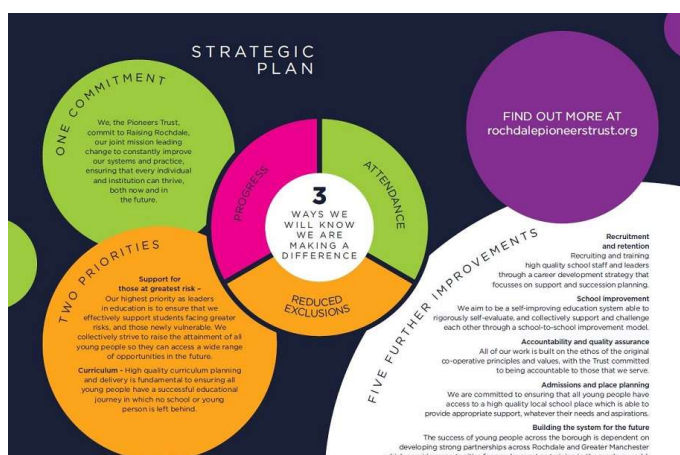 STRATEGIC
PLAN
ONE COMMITMENT
We, the Pioneers Trust,
commit to Raising Rochdale,
our joint mission leading
change to constantly improve
our systems and practice,
ensuring that every individual
and institution can thrive,
both now and in
the future.
TWO PRIORITIES
Support for
those at greatest risk –
Our highest priority as leaders
in education is to ensure that we
effectively support students facing greater
risks, and those newly vulnerable. We
collectively strive to raise the attainment of all
young people so they can access a wide range
of opportunities in the future.
Curriculum - High quality curriculum planning
and delivery is fundamental to ensuring all
young people have a successful educational
journey in which no school or young
person is left behind.
PROGRESS
ATTENDANCE
REDUCED
EXCLUSIONS
3
WAYS WE
WILL KNOW
WE ARE
MAKING A
DIFFERENCE
FIND OUT MORE AT
rochdalepioneerstrust.org
FIVE FURTHER IMPROVEMENTS
Recruitment
and retention
Recruiting and training
high quality school staff and leaders
through a career development strategy that
focusses on support and succession planning.
School improvement
We aim to be a self-improving education system able to
rigorously self-evaluate, and collectively support and challenge
each other through a school-to-school improvement model.
Accountability and quality assurance
All of our work is built on the ethos of the original
co-operative principles and values, with the Trust committed
to being accountable to those that we serve.
Admissions and place planning
We are committed to ensuring that all young people have
access to a high quality local school place which is able to
provide appropriate support, whatever their needs and aspirations.
Building the system for the future
The success of young people across the borough is dependent on
developing strong partnerships across Rochdale and Greater Manchester